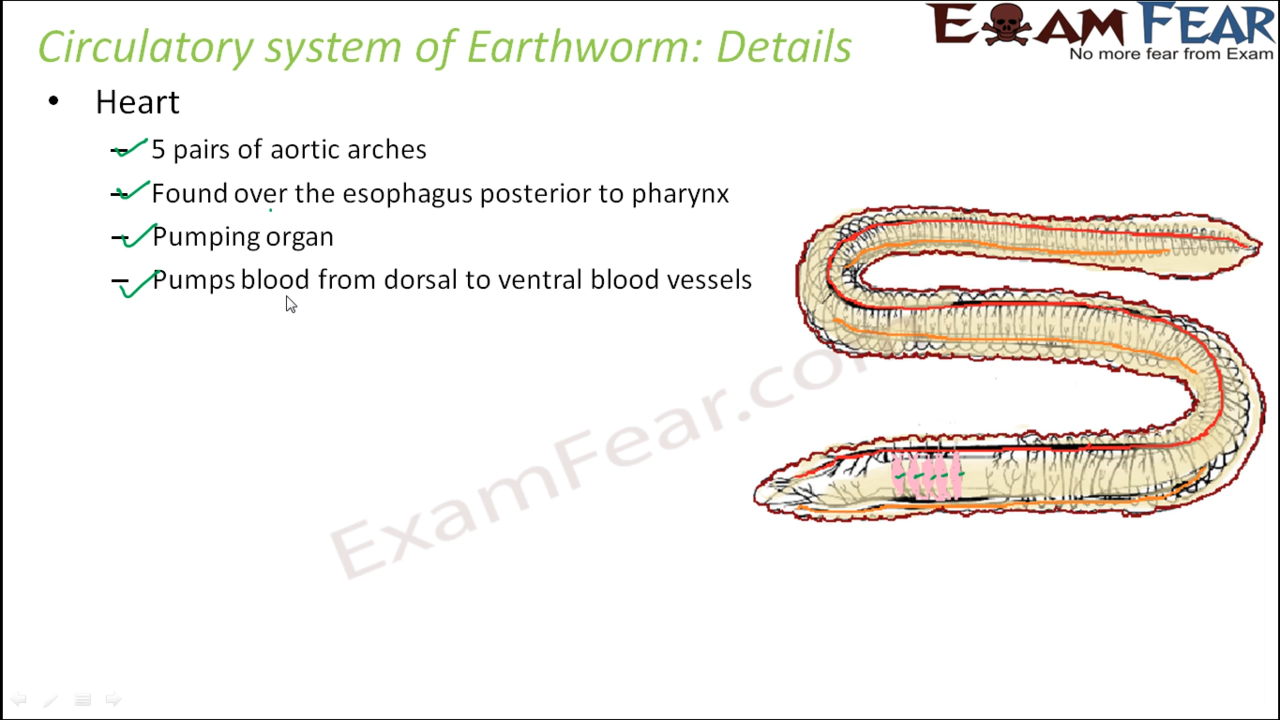 Circulatory system of Earthworm: Details
EXAM FEAR
No more fear from Exam
• Heart
– 5 pairs of aortic arches
– Found over the esophagus posterior to pharynx
– Pumping organ
– Pumps blood from dorsal to ventral blood vessels
ExamFear.com